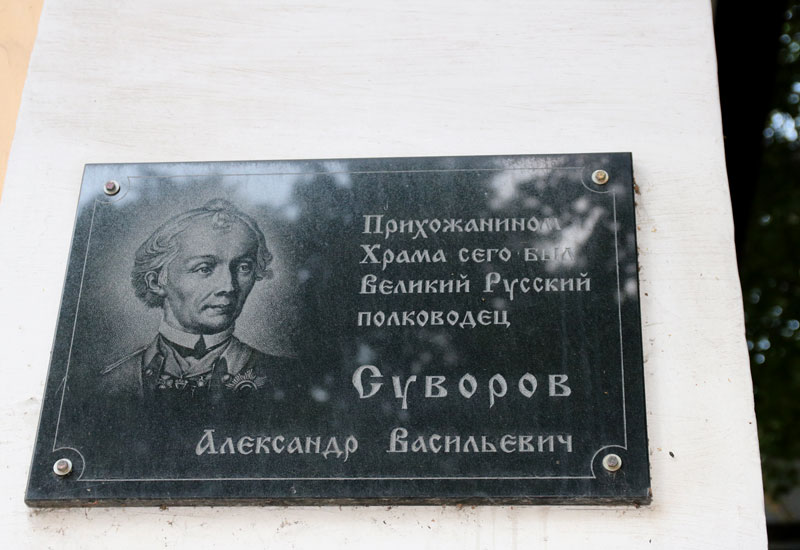 Прихожанином
Храма сего был
Великий Русский
полководец
Суворов
Александр Васильевич